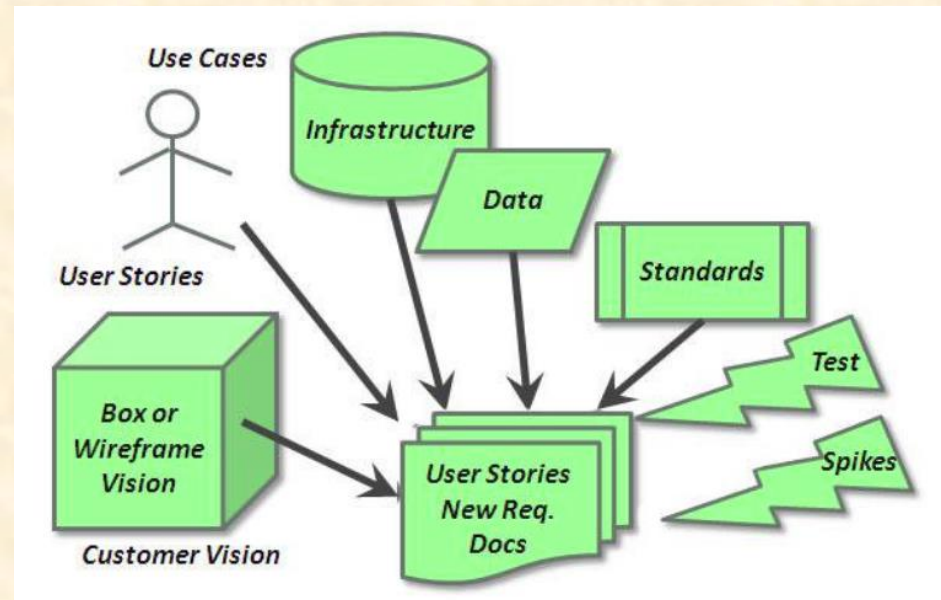 Use Cases
Infrastructure
Data
User Stories
Standards
Test
Box or
Wireframe
Vision
Spikes
User Stories
New Req.
Docs
Customer Vision